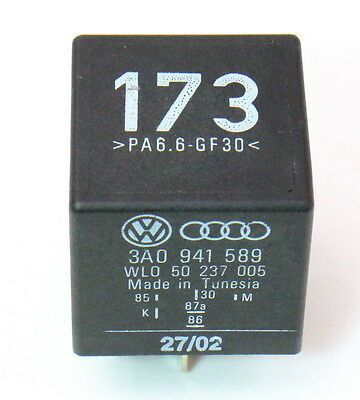 173
>PA6.6-GF30<
3A0 941 589
WL0 50 237 005
Made in Tunesia
85 30 M
K 87a
86
27/02